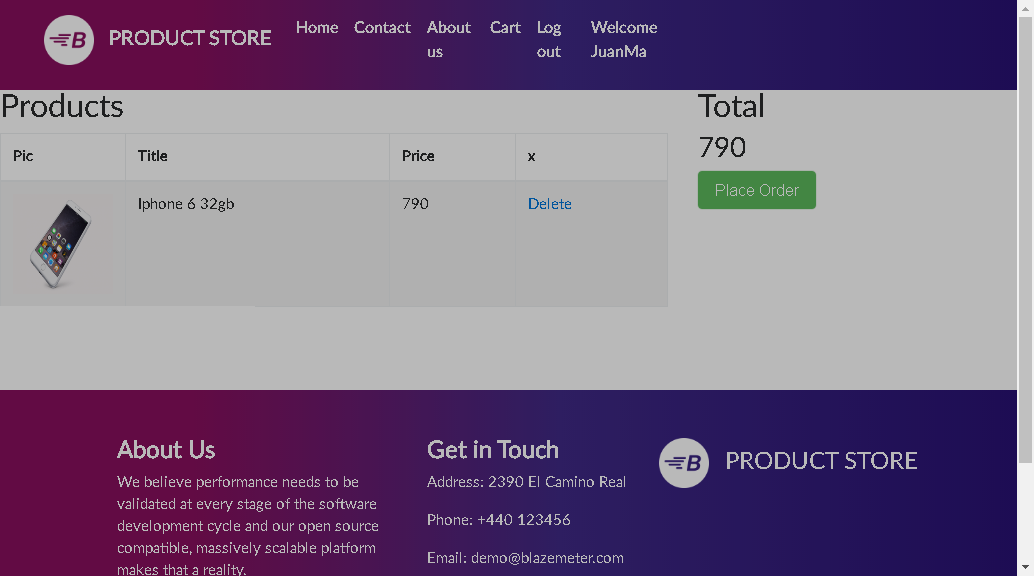 B PRODUCT STORE Home Contact About us Cart Log out Welcome JuanMa
Products
Total
790
Place Order
Pic Title Price x
Iphone 6 32gb 790 Delete
About Us
We believe performance needs to be
validated at every stage of the software
development cycle and our open source
compatible, massively scalable platform
makes that a reality.
Get in Touch
Address: 2390 El Camino Real
Phone: +440 123456
Email: demo@blazemeter.com
B PRODUCT STORE